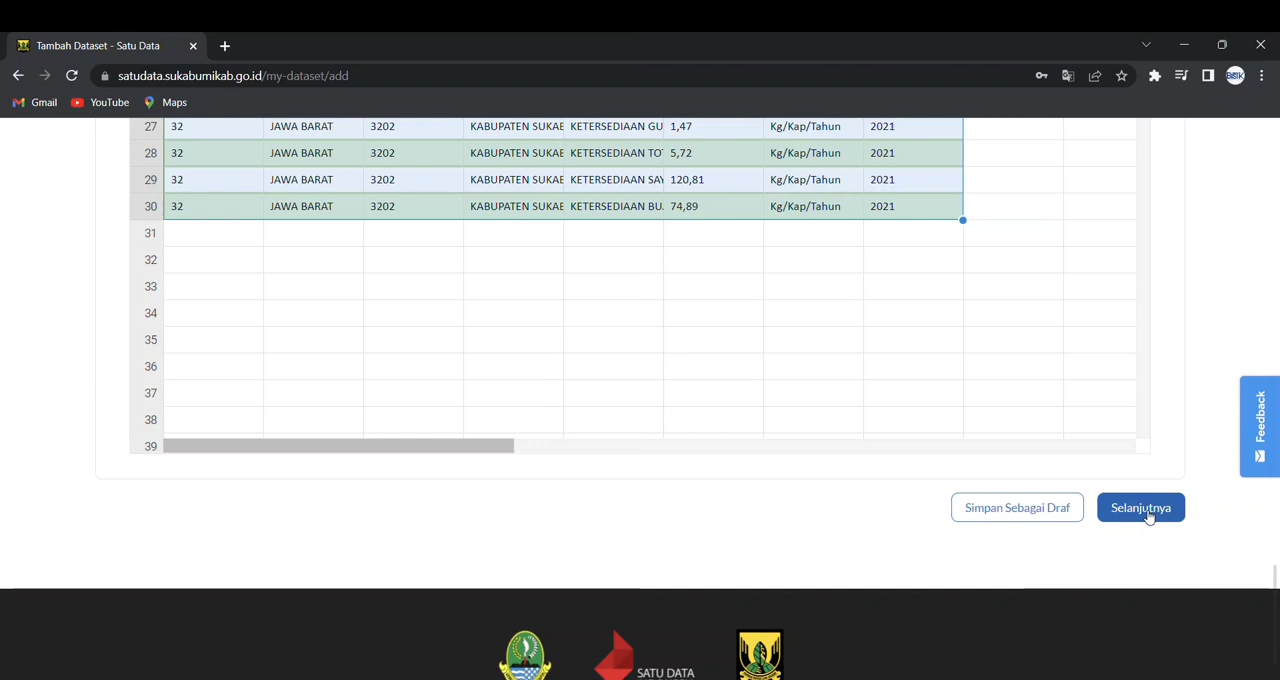 Tambah Dataset - Satu Data
satudata.sukabumikab.go.id/my-dataset/add
Gmail YouTube Maps
27 32 JAWA BARAT 3202 KABUPATEN SUKAB KETERSEDIAAN GU 1,47 Kg/Kap/Tahun 2021
28 32 JAWA BARAT 3202 KABUPATEN SUKAB KETERSEDIAAN TO 5,72 Kg/Kap/Tahun 2021
29 32 JAWA BARAT 3202 KABUPATEN SUKAB KETERSEDIAAN SAY 120,81 Kg/Kap/Tahun 2021
30 32 JAWA BARAT 3202 KABUPATEN SUKAB KETERSEDIAAN BU 74,89 Kg/Kap/Tahun 2021
31
32
33
34
35
36
37
38
39
Feedback
Simpan Sebagai Draf Selanjutnya
SATU DATA